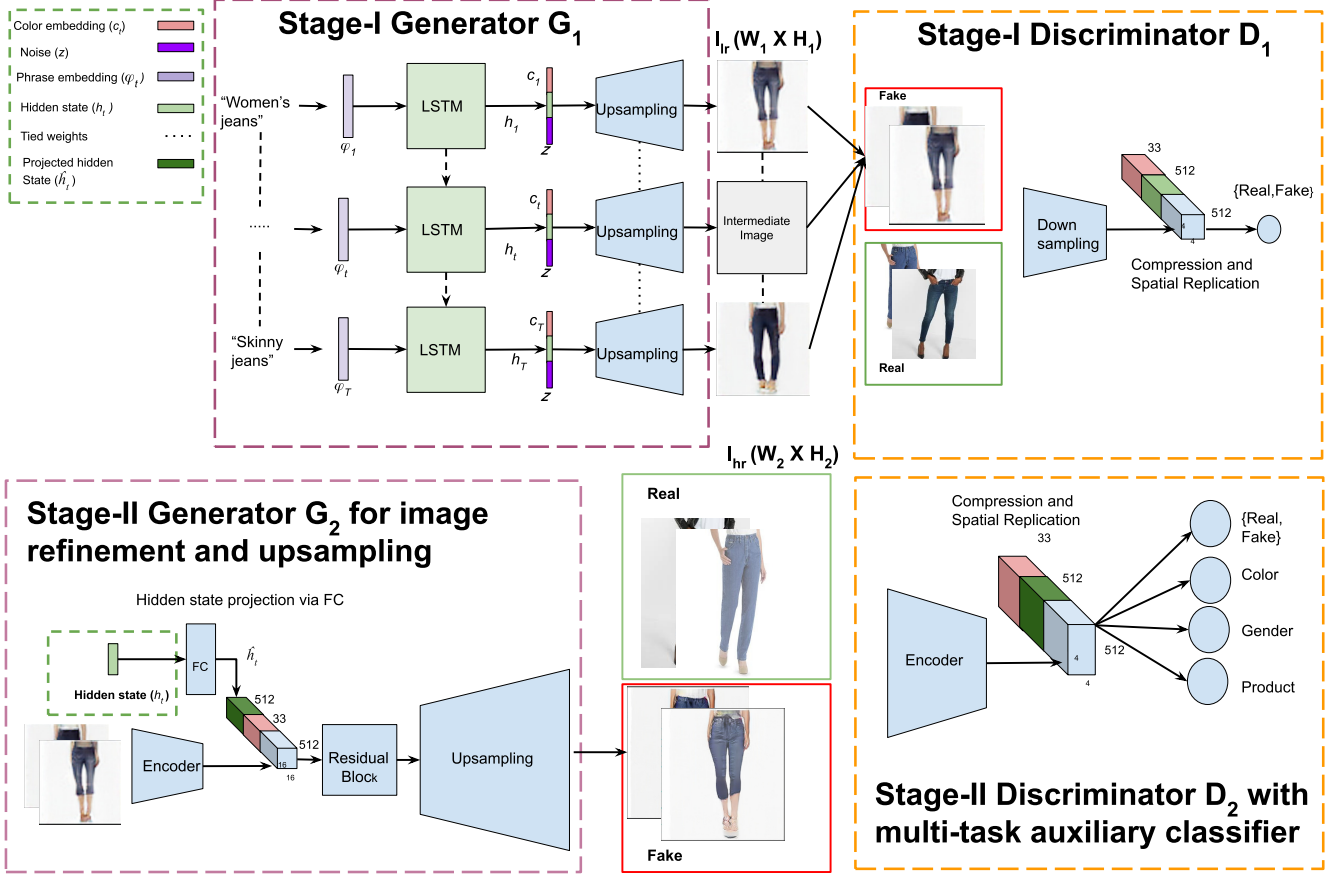 Color embedding (cₜ)
Noise (z)
Phrase embedding (φₜ)
Hidden state (hₜ )
Tied weights
Projected hidden
State (ĥₜ)
Stage-I Generator G₁
“Women’s
jeans”
.....
“Skinny
jeans”
φ₁
φₜ
φ_T
LSTM
LSTM
LSTM
c₁
h₁
z
cₜ
hₜ
z
c_T
h_T
z
Upsampling
Upsampling
Upsampling
Iₗᵣ (W₁ X H₁)
Intermediate
Image
Stage-I Discriminator D₁
Fake
Real
Down
sampling
33
512
512
4
4
{Real,Fake}
Compression and
Spatial Replication
Stage-II Generator G₂ for image
refinement and upsampling
Hidden state projection via FC
Hidden state (hₜ)
FC
ĥₜ
Encoder
512
33
512
16
16
Residual
Block
Upsampling
Iₕᵣ (W₂ X H₂)
Real
Fake
Compression and
Spatial Replication
33
512
512
4
4
Encoder
{Real,
Fake}
Color
Gender
Product
Stage-II Discriminator D₂ with
multi-task auxiliary classifier